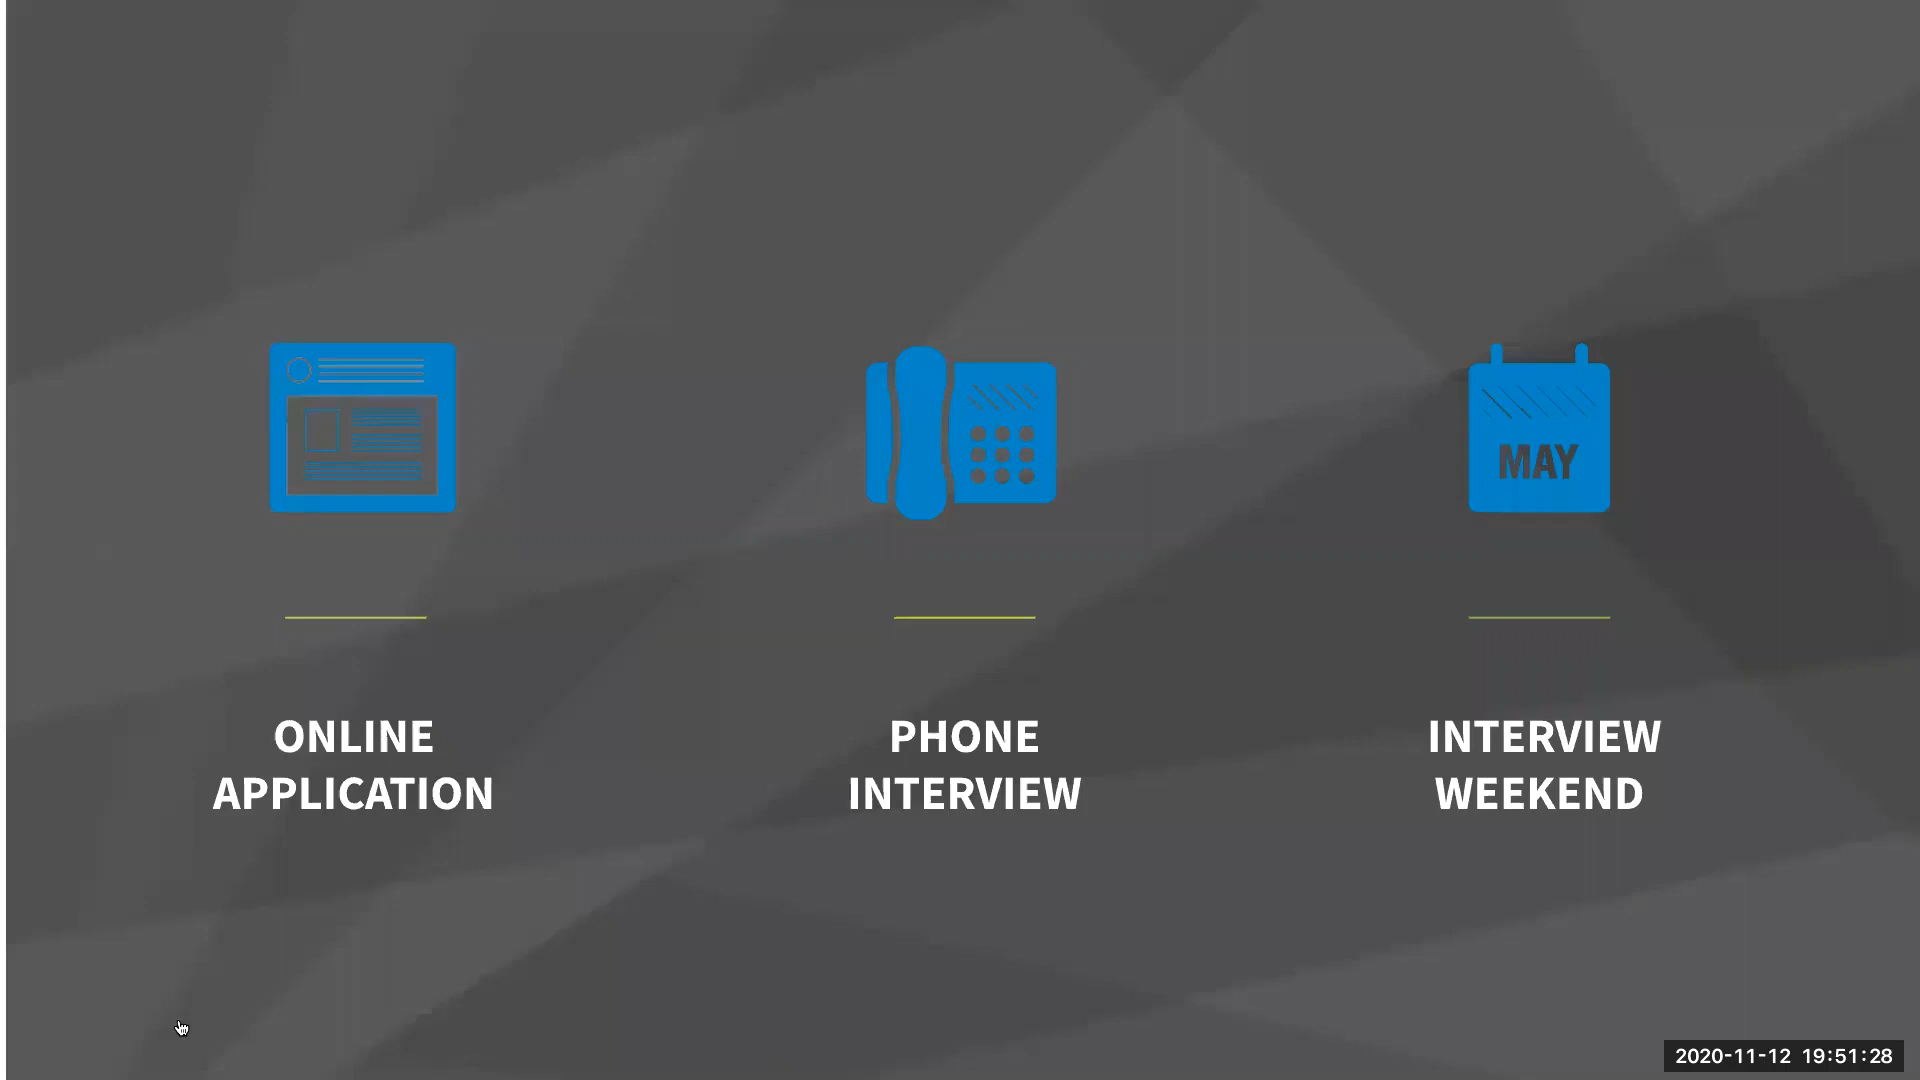 MAY
ONLINE
APPLICATION
PHONE
INTERVIEW
INTERVIEW
WEEKEND
2020-11-12 19:51:28